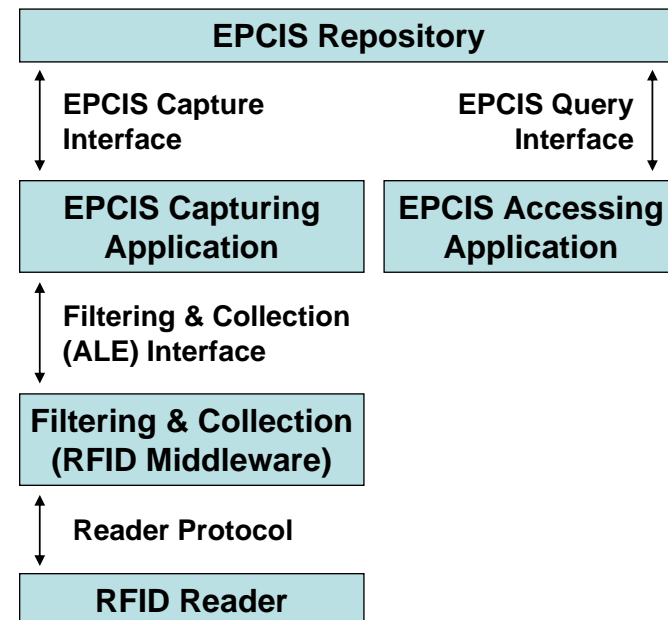 EPCIS Repository
EPCIS Capture
Interface
EPCIS Query
Interface
EPCIS Capturing
Application
EPCIS Accessing
Application
Filtering & Collection
(ALE) Interface
Filtering & Collection
(RFID Middleware)
Reader Protocol
RFID Reader